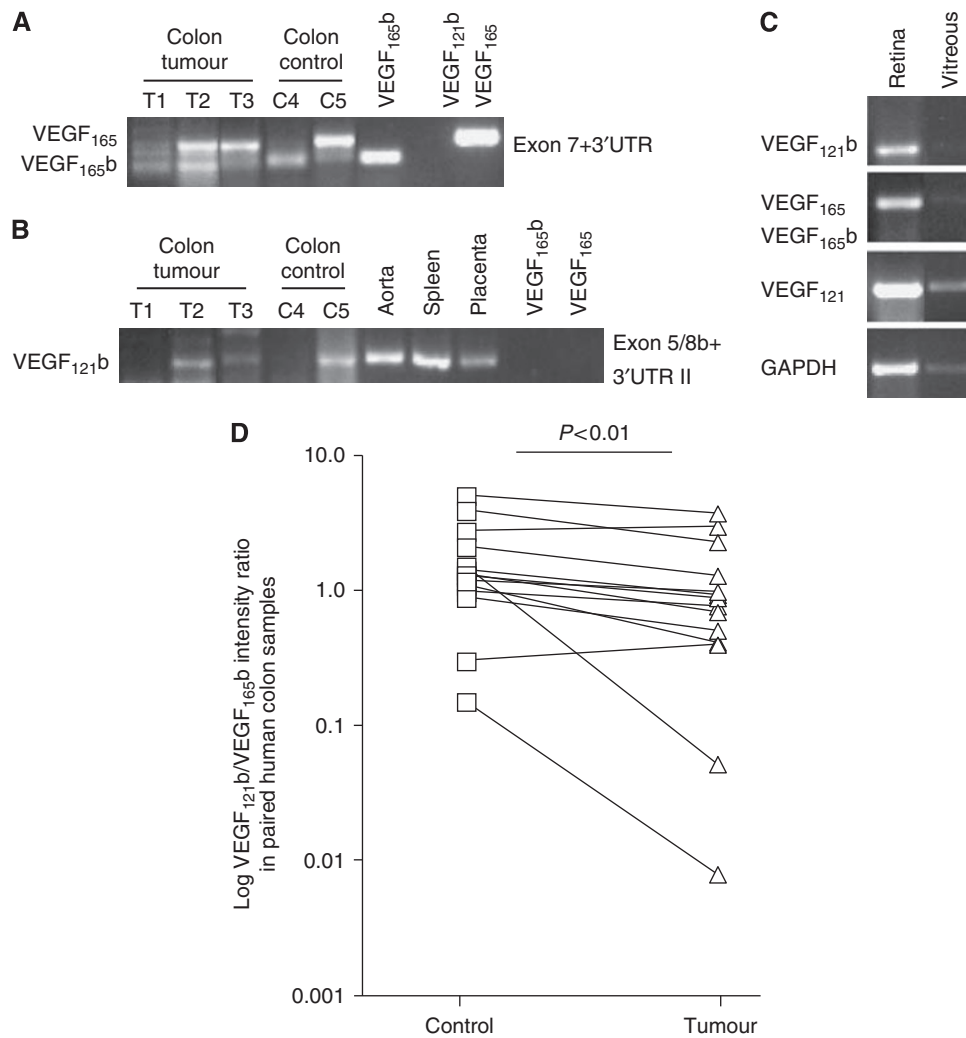 A
Colon tumour
Colon control
VEGF165b
VEGF121b
VEGF165
T1 T2 T3 C4 C5
VEGF165
VEGF165b
Exon 7+3′UTR
B
Colon tumour
Colon control
Aorta
Spleen
Placenta
VEGF165b
VEGF165
T1 T2 T3 C4 C5
VEGF121b
Exon 5/8b+
3′UTR II
C
Retina
Vitreous
VEGF121b
VEGF165
VEGF165b
VEGF121
GAPDH
D
P<0.01
Log VEGF121b/VEGF165b intensity ratio
in paired human colon samples
10.0
1.0
0.1
0.01
0.001
Control
Tumour